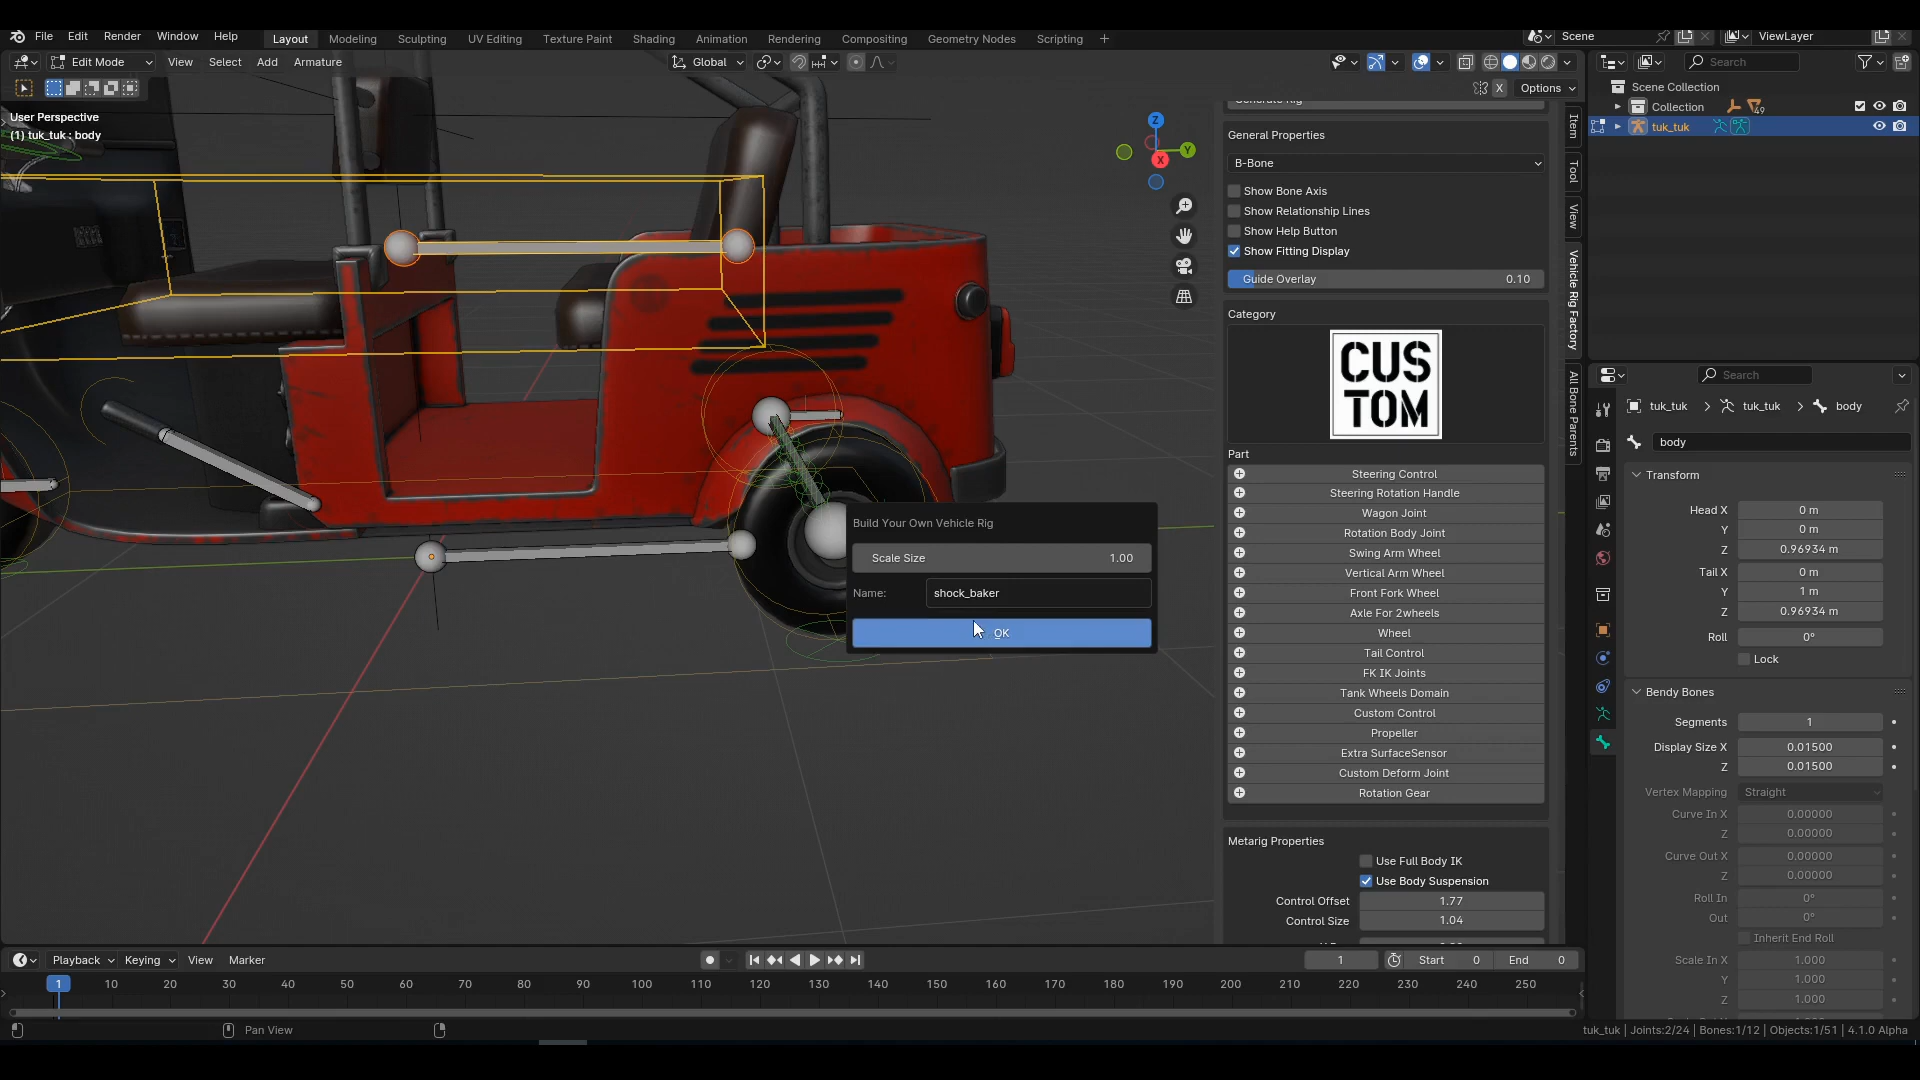 File Edit Render Window Help
Layout Modeling Sculpting UV Editing Texture Paint Shading Animation Rendering Compositing Geometry Nodes Scripting +
Scene
ViewLayer
Edit Mode View Select Add Armature
Global
Search
X Options
User Perspective
(1) tuk_tuk : body
Z
Y
X
Item
Tool
View
Vehicle Rig Factory
All Bone Parents
General Properties
B-Bone
Show Bone Axis
Show Relationship Lines
Show Help Button
Show Fitting Display
Guide Overlay 0.10
Category
CUS
TOM
Part
Steering Control
Steering Rotation Handle
Wagon Joint
Rotation Body Joint
Swing Arm Wheel
Vertical Arm Wheel
Front Fork Wheel
Axle For 2wheels
Wheel
Tail Control
FK IK Joints
Tank Wheels Domain
Custom Control
Propeller
Extra SurfaceSensor
Custom Deform Joint
Rotation Gear
Metarig Properties
Use Full Body IK
Use Body Suspension
Control Offset 1.77
Control Size 1.04
Build Your Own Vehicle Rig
Scale Size 1.00
Name: shock_baker
OK
Scene Collection
Collection 49
tuk_tuk
Search
tuk_tuk > tuk_tuk > body
body
Transform
Head X 0 m
Y 0 m
Z 0.96934 m
Tail X 0 m
Y 1 m
Z 0.96934 m
Roll 0°
Lock
Bendy Bones
Segments 1
Display Size X 0.01500
Z 0.01500
Vertex Mapping Straight
Curve In X 0.00000
Z 0.00000
Curve Out X 0.00000
Z 0.00000
Roll In 0°
Out 0°
Inherit End Roll
Scale In X 1.000
Y 1.000
Z 1.000
Playback Keying View Marker
1 Start 0 End 0
1 10 20 30 40 50 60 70 80 90 100 110 120 130 140 150 160 170 180 190 200 210 220 230 240 250
Pan View
tuk_tuk | Joints:2/24 | Bones:1/12 | Objects:1/51 | 4.1.0 Alpha